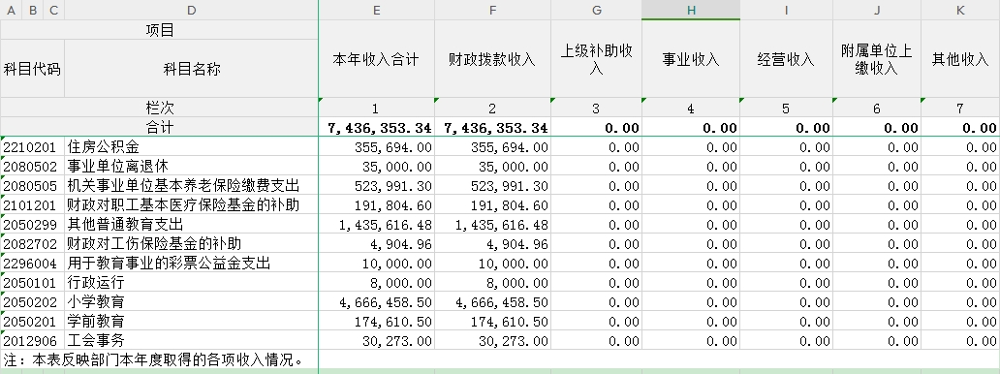 A B C D E F G H I J K
项目
科目代码 科目名称 本年收入合计 财政拨款收入 上级补助收入 事业收入 经营收入 附属单位上缴收入 其他收入
栏次 1 2 3 4 5 6 7
合计 7,436,353.34 7,436,353.34 0.00 0.00 0.00 0.00 0.00
2210201 住房公积金 355,694.00 355,694.00 0.00 0.00 0.00 0.00 0.00
2080502 事业单位离退休 35,000.00 35,000.00 0.00 0.00 0.00 0.00 0.00
2080505 机关事业单位基本养老保险缴费支出 523,991.30 523,991.30 0.00 0.00 0.00 0.00 0.00
2101201 财政对职工基本医疗保险基金的补助 191,804.60 191,804.60 0.00 0.00 0.00 0.00 0.00
2050299 其他普通教育支出 1,435,616.48 1,435,616.48 0.00 0.00 0.00 0.00 0.00
2082702 财政对工伤保险基金的补助 4,904.96 4,904.96 0.00 0.00 0.00 0.00 0.00
2296004 用于教育事业的彩票公益金支出 10,000.00 10,000.00 0.00 0.00 0.00 0.00 0.00
2050101 行政运行 8,000.00 8,000.00 0.00 0.00 0.00 0.00 0.00
2050202 小学教育 4,666,458.50 4,666,458.50 0.00 0.00 0.00 0.00 0.00
2050201 学前教育 174,610.50 174,610.50 0.00 0.00 0.00 0.00 0.00
2012906 工会事务 30,273.00 30,273.00 0.00 0.00 0.00 0.00 0.00
注：本表反映部门本年度取得的各项收入情况。